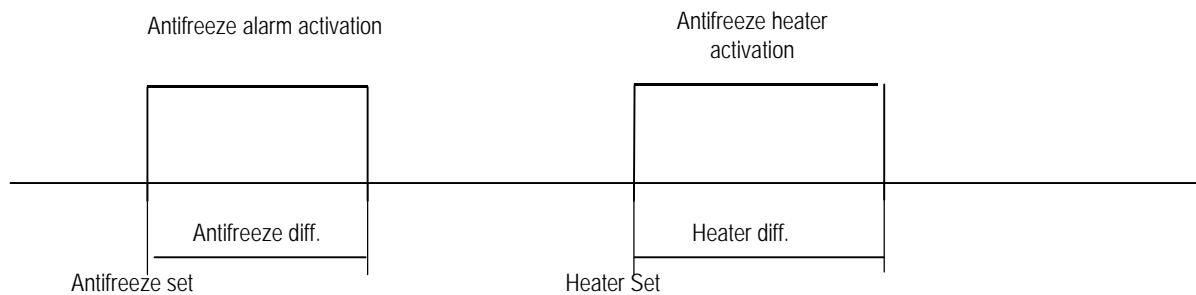 Antifreeze alarm activation
Antifreeze heater
activation
Antifreeze diff.
Heater diff.
Antifreeze set
Heater Set